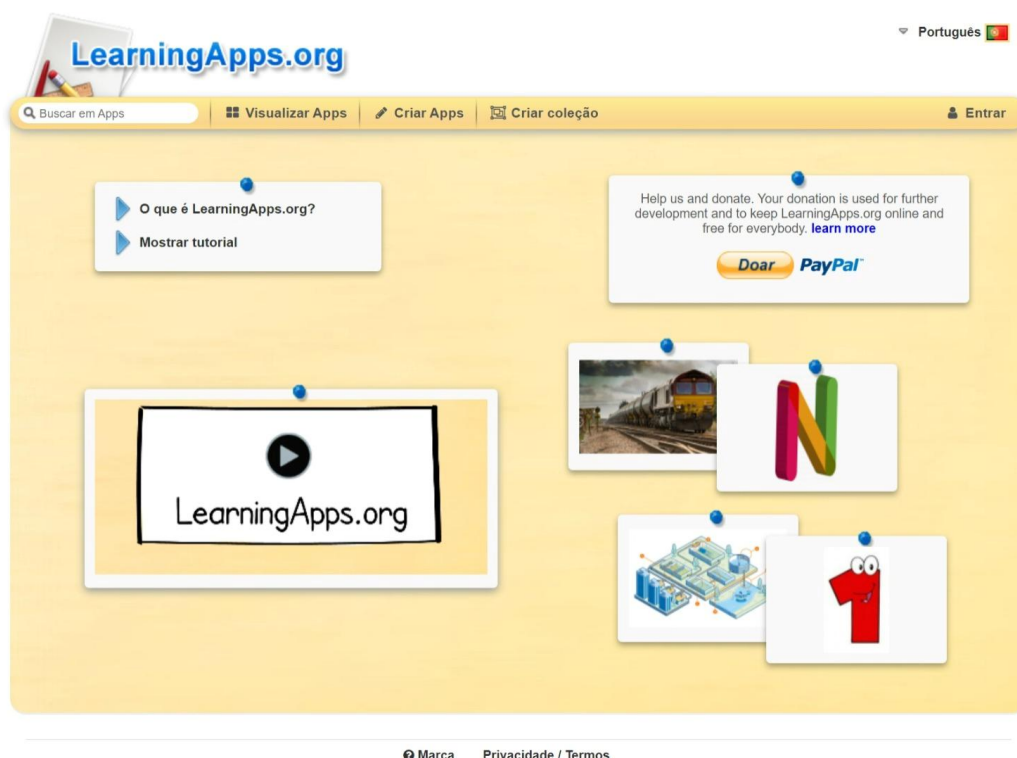 LearningApps.org
Português
Buscar em Apps
Visualizar Apps
Criar Apps
Criar coleção
Entrar
O que é LearningApps.org?
Mostrar tutorial
Help us and donate. Your donation is used for further
development and to keep LearningApps.org online and
free for everybody. learn more
Doar PayPal™
LearningApps.org
N
1
Marca
Privacidade / Termos